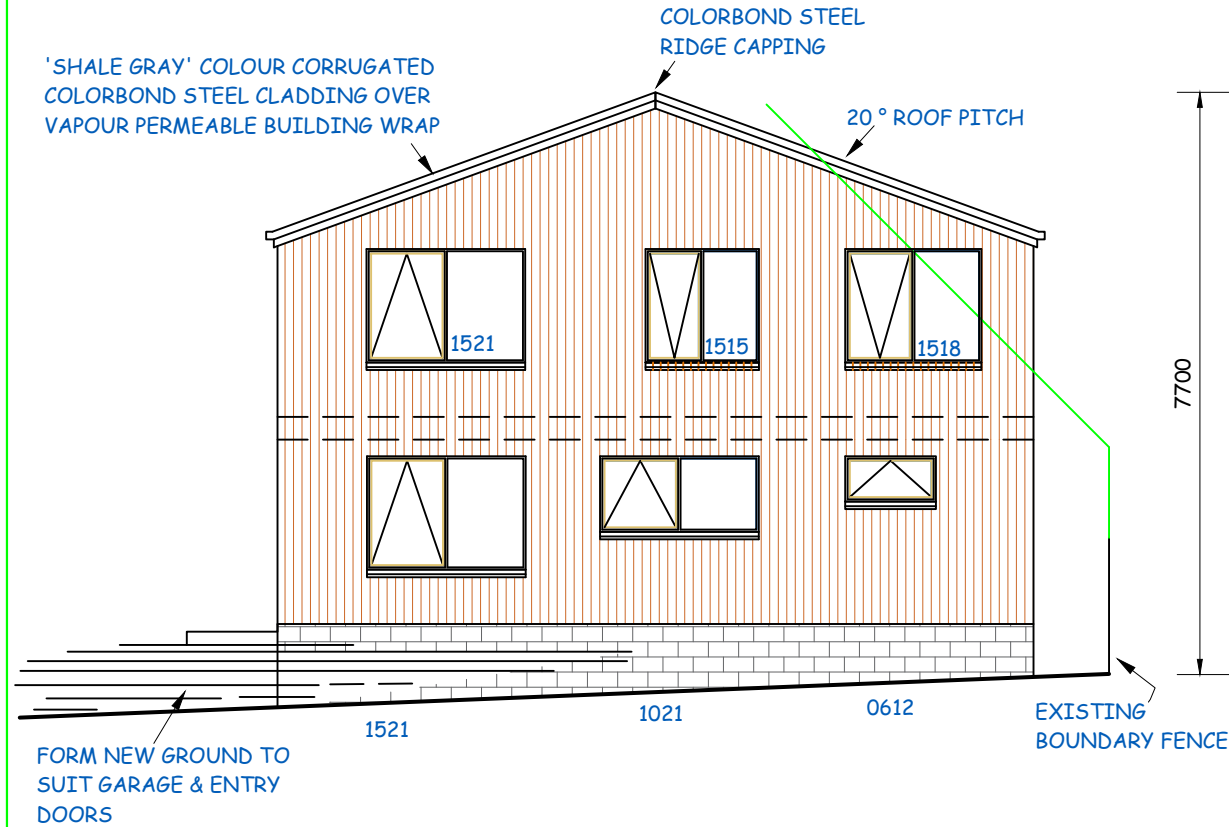 COLORBOND STEEL
RIDGE CAPPING
'SHALE GRAY' COLOUR CORRUGATED
COLORBOND STEEL CLADDING OVER
VAPOUR PERMEABLE BUILDING WRAP
20 ° ROOF PITCH
1521
1515
1518
7700
1521
1021
0612
EXISTING
BOUNDARY FENCE
FORM NEW GROUND TO
SUIT GARAGE & ENTRY
DOORS